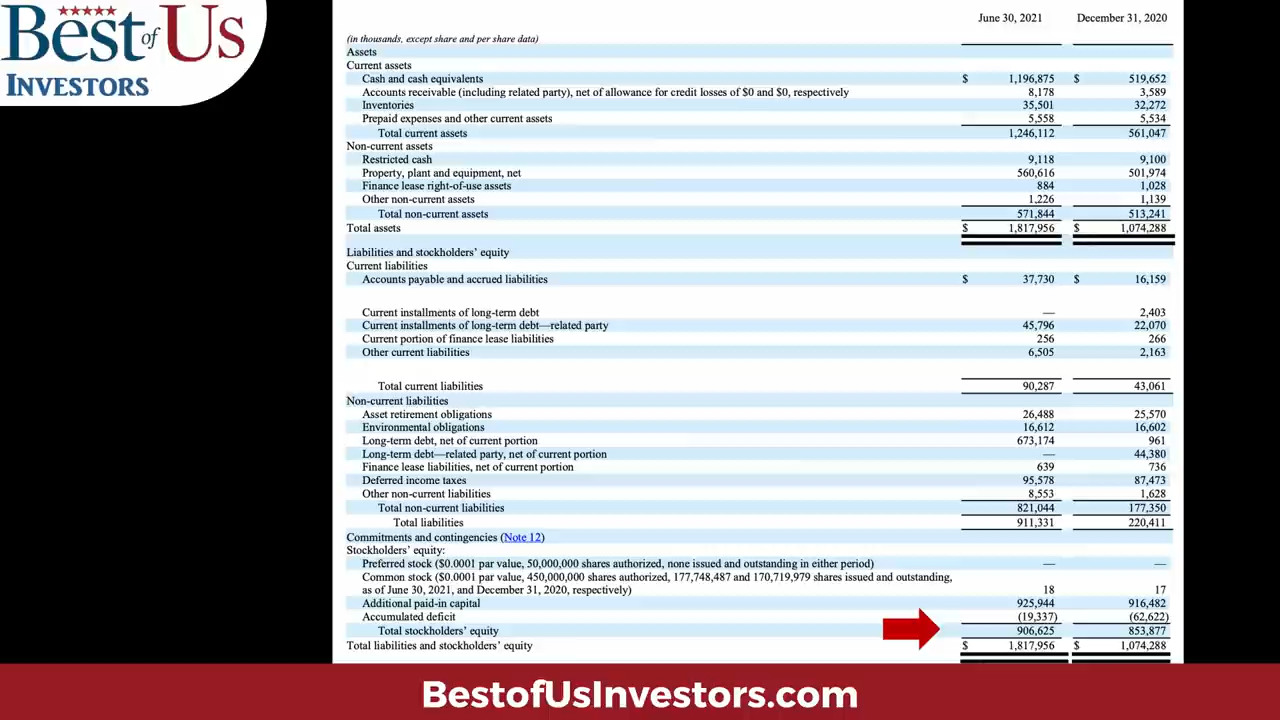 ★★★★★
Best of Us
INVESTORS
June 30, 2021 December 31, 2020
(in thousands, except share and per share data)
Assets
Current assets
Cash and cash equivalents $ 1,196,875 $ 519,652
Accounts receivable (including related party), net of allowance for credit losses of $0 and $0, respectively 8,178 3,589
Inventories 35,501 32,272
Prepaid expenses and other current assets 5,558 5,534
Total current assets 1,246,112 561,047
Non-current assets
Restricted cash 9,118 9,100
Property, plant and equipment, net 560,616 501,974
Finance lease right-of-use assets 884 1,028
Other non-current assets 1,226 1,139
Total non-current assets 571,844 513,241
Total assets $ 1,817,956 $ 1,074,288
Liabilities and stockholders' equity
Current liabilities
Accounts payable and accrued liabilities $ 37,730 $ 16,159
Current installments of long-term debt — 2,403
Current installments of long-term debt—related party 45,796 22,070
Current portion of finance lease liabilities 256 266
Other current liabilities 6,505 2,163
Total current liabilities 90,287 43,061
Non-current liabilities
Asset retirement obligations 26,488 25,570
Environmental obligations 16,612 16,602
Long-term debt, net of current portion 673,174 961
Long-term debt—related party, net of current portion — 44,380
Finance lease liabilities, net of current portion 639 736
Deferred income taxes 95,578 87,473
Other non-current liabilities 8,553 1,628
Total non-current liabilities 821,044 177,350
Total liabilities 911,331 220,411
Commitments and contingencies (Note 12)
Stockholders' equity:
Preferred stock ($0.0001 par value, 50,000,000 shares authorized, none issued and outstanding in either period) — —
Common stock ($0.0001 par value, 450,000,000 shares authorized, 177,748,487 and 170,719,979 shares issued and outstanding,
as of June 30, 2021, and December 31, 2020, respectively) 18 17
Additional paid-in capital 925,944 916,482
Accumulated deficit (19,337) (62,622)
Total stockholders' equity 906,625 853,877
Total liabilities and stockholders' equity $ 1,817,956 $ 1,074,288
BestofUsInvestors.com